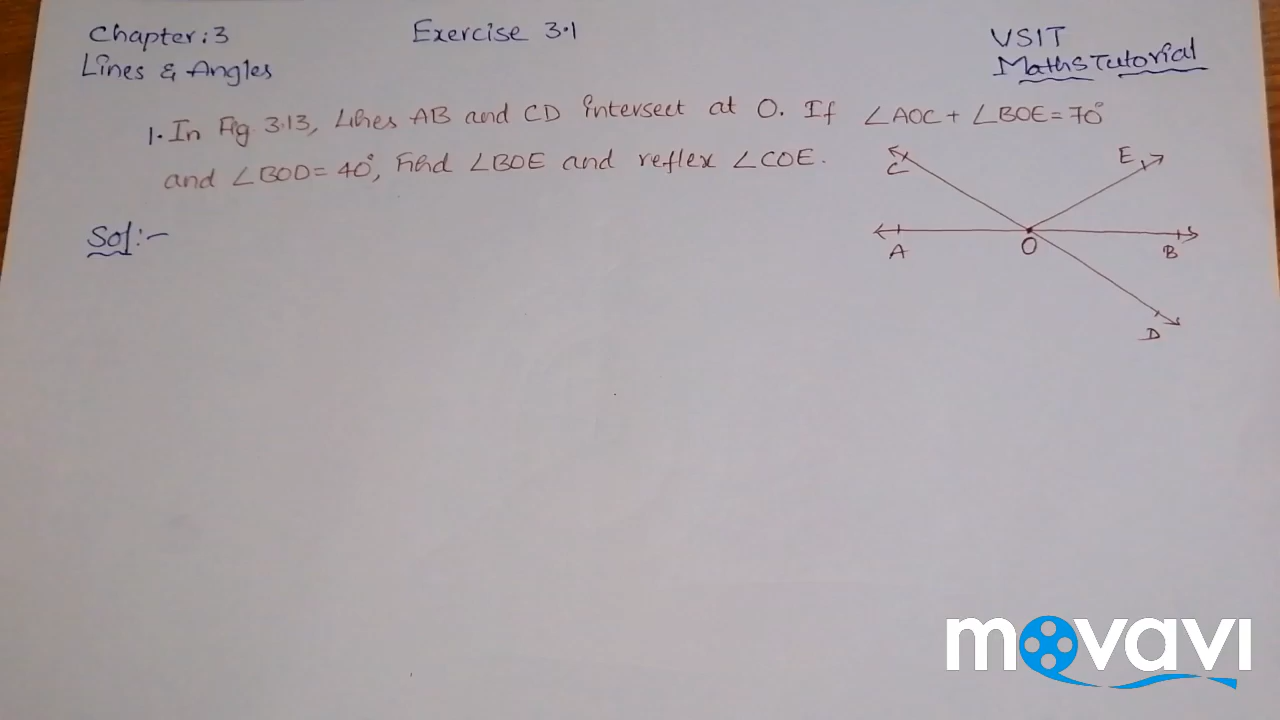 Chapter:3
Exercise 3.1
VSIT
Lines & Angles
Maths Tutorial
1. In Fig 3.13, Lines AB and CD intersect at O. If ∠AOC + ∠BOE = 70°
and ∠BOD = 40°, Find ∠BOE and reflex ∠COE.
Sol:-
C
E
A
O
B
D
movavi